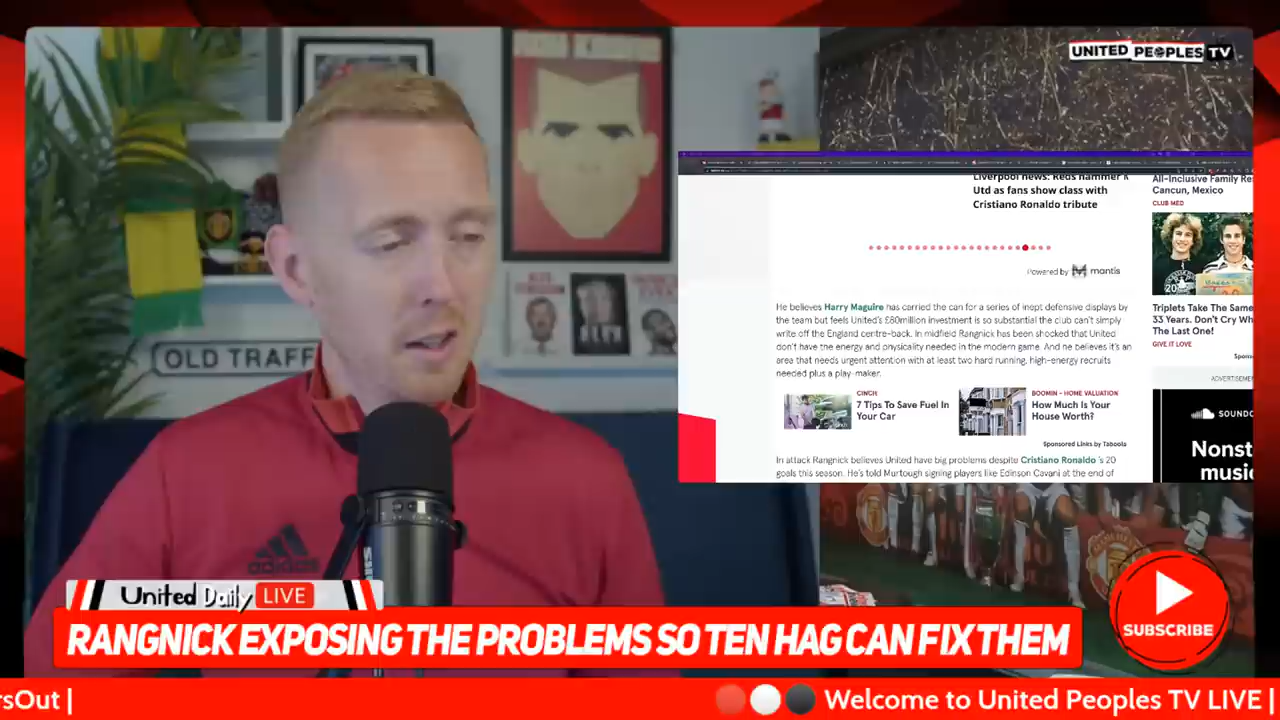 UNITED PEOPLES TV
OLD TRAFF
adidas
Liverpool news: Reds hammer
Utd as fans show class with
Cristiano Ronaldo tribute
Powered by mantis
He believes Harry Maguire has carried the can for a series of inept defensive displays by
the team but feels United's £80million investment is so substantial the club can't simply
write off the England centre-back. In midfield Rangnick has been shocked that United
don't have the energy and physicality needed in the modern game. And he believes it's an
area that needs urgent attention with at least two hard running, high-energy recruits
needed plus a play-maker.
CINCH
7 Tips To Save Fuel In
Your Car
BOOMIN - HOME VALUATION
How Much Is Your
House Worth?
Sponsored Links by Taboola
In attack Rangnick believes United have big problems despite Cristiano Ronaldo 's 20
goals this season. He's told Murtough signing players like Edinson Cavani at the end of
All-Inclusive Family Re
Cancun, Mexico
CLUB MED
Triplets Take The Same
33 Years. Don't Cry Wh
The Last One!
GIVE IT LOVE
Spons
ADVERTISEME
SOUNDC
Nonst
music
United Daily LIVE
RANGNICK EXPOSING THE PROBLEMS SO TEN HAG CAN FIX THEM
SUBSCRIBE
rsOut |
Welcome to United Peoples TV LIVE |